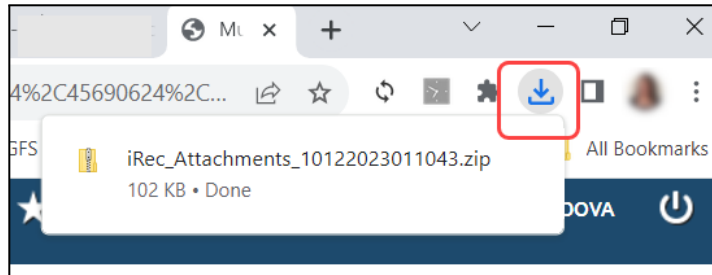 Mu
4%2C45690624%2C...
GFS
All Bookmarks
iRec_Attachments_10122023011043.zip
102 KB • Done
DOVA